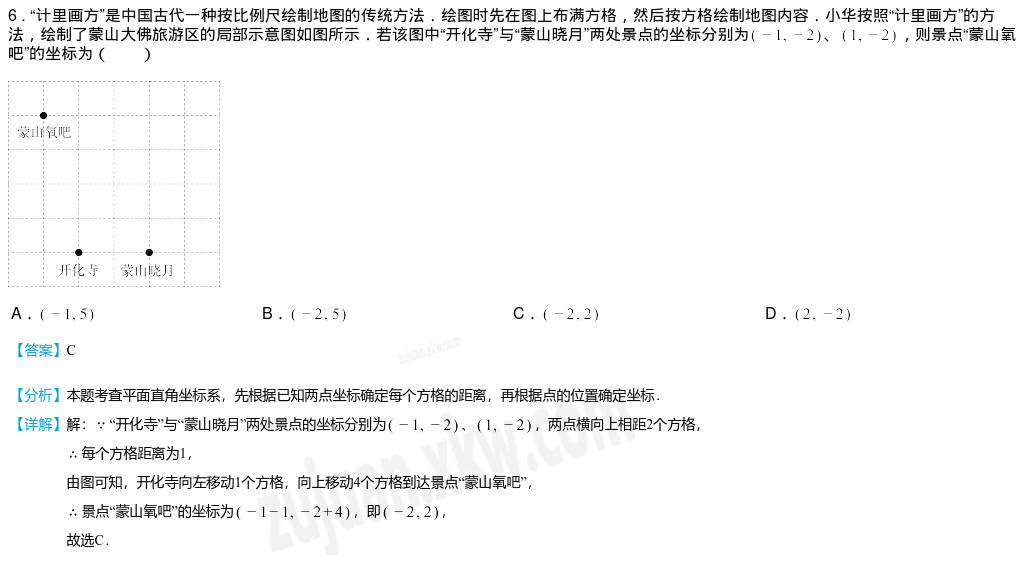 6．“计里画方”是中国古代一种按比例尺绘制地图的传统方法．绘图时先在图上布满方格，然后按方格绘制地图内容．小华按照“计里画方”的方
法，绘制了蒙山大佛旅游区的局部示意图如图所示．若该图中“开化寺”与“蒙山晓月”两处景点的坐标分别为(−1,−2)、(1,−2)，则景点“蒙山氧
吧”的坐标为（　　）
蒙山氧吧
开化寺 蒙山晓月
A．(−1,5) B．(−2,5) C．(−2,2) D．(2,−2)
【答案】C
zujuan.xkw.com
【分析】本题考查平面直角坐标系，先根据已知两点坐标确定每个方格的距离，再根据点的位置确定坐标．
【详解】解：∵“开化寺”与“蒙山晓月”两处景点的坐标分别为(−1,−2)、(1,−2)，两点横向上相距2个方格，
∴每个方格距离为1，
由图可知，开化寺向左移动1个方格，向上移动4个方格到达景点“蒙山氧吧”，
∴景点“蒙山氧吧”的坐标为(−1−1,−2+4)，即(−2,2)，
故选C．
zujuan.xkw.com